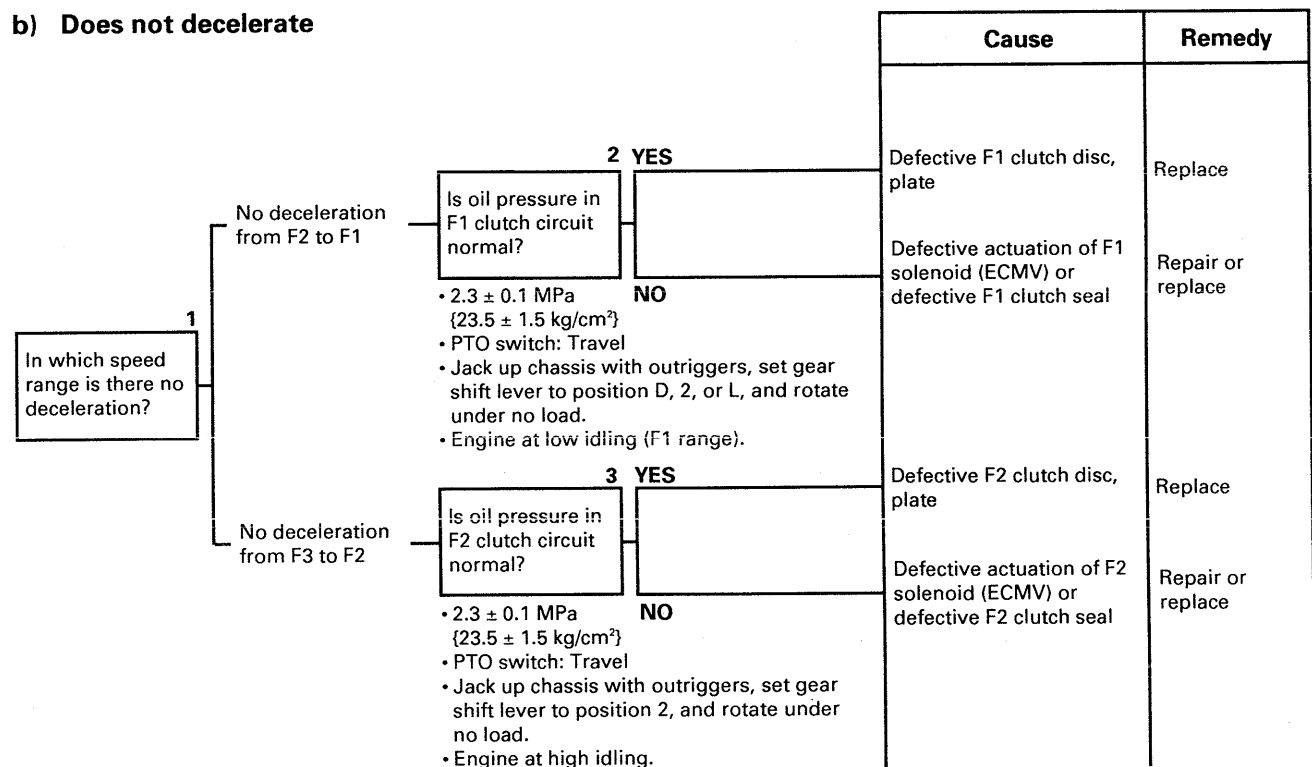 b) Does not decelerate
Cause
Remedy
1
In which speed
range is there no
deceleration?
No deceleration
from F2 to F1
2 YES
Is oil pressure in
F1 clutch circuit
normal?
NO
• 2.3 ± 0.1 MPa
{23.5 ± 1.5 kg/cm²}
• PTO switch: Travel
• Jack up chassis with outriggers, set gear
shift lever to position D, 2, or L, and rotate
under no load.
• Engine at low idling (F1 range).
Defective F1 clutch disc,
plate
Replace
Defective actuation of F1
solenoid (ECMV) or
defective F1 clutch seal
Repair or
replace
No deceleration
from F3 to F2
3 YES
Is oil pressure in
F2 clutch circuit
normal?
NO
• 2.3 ± 0.1 MPa
{23.5 ± 1.5 kg/cm²}
• PTO switch: Travel
• Jack up chassis with outriggers, set gear
shift lever to position 2, and rotate under
no load.
• Engine at high idling.
Defective F2 clutch disc,
plate
Replace
Defective actuation of F2
solenoid (ECMV) or
defective F2 clutch seal
Repair or
replace